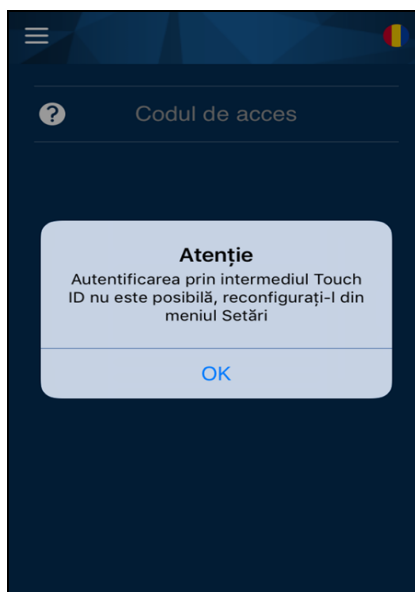 Codul de acces
Atenție
Autentificarea prin intermediul Touch
ID nu este posibilă, reconfigurați-l din
meniul Setări
OK